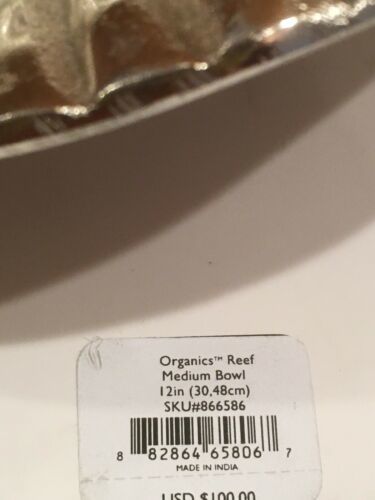 Organics™ Reef
Medium Bowl
12in (30,48cm)
SKU#866586
8 82864 65806 7
MADE IN INDIA
USD $100.00